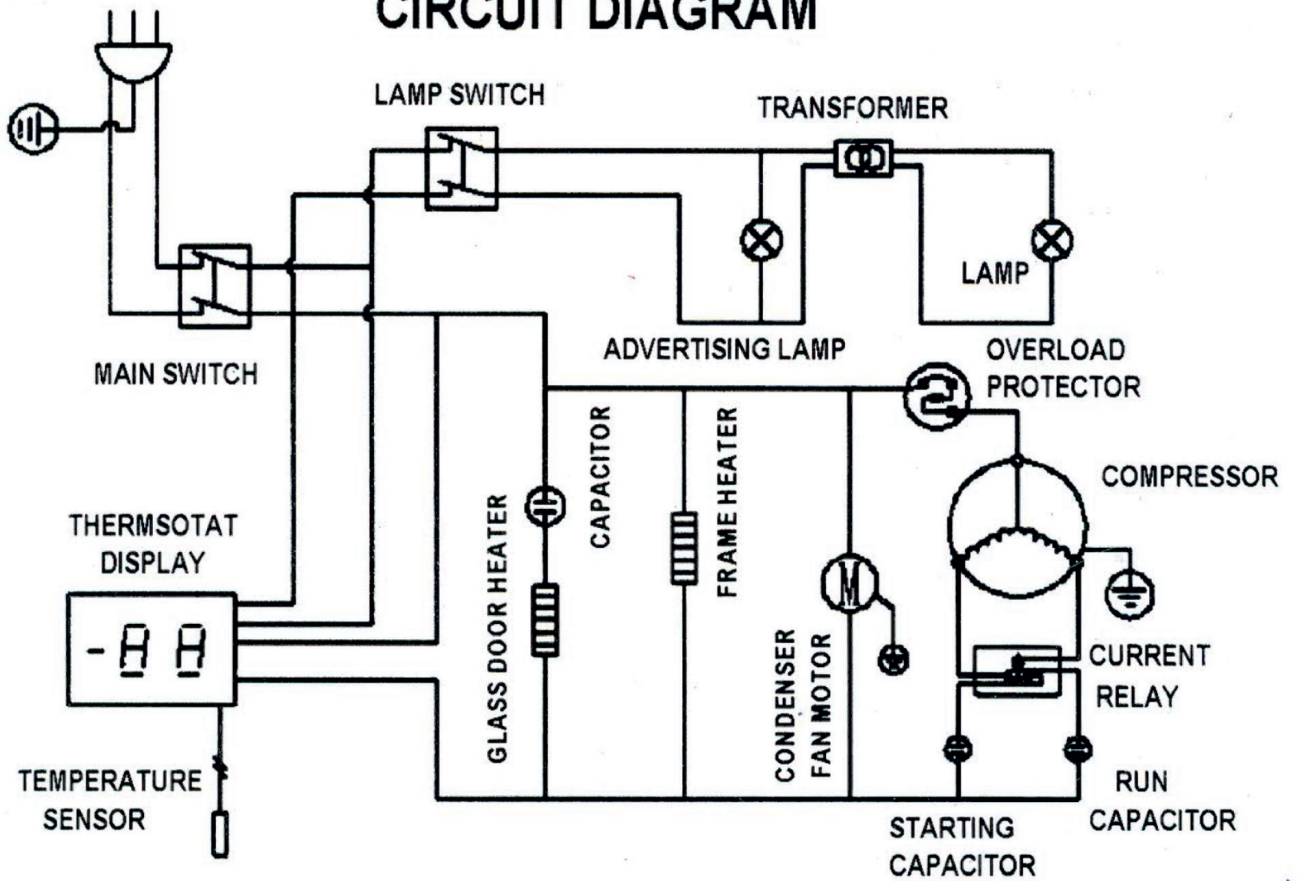 CIRCUIT DIAGRAM
LAMP SWITCH
TRANSFORMER
LAMP
MAIN SWITCH
ADVERTISING LAMP
OVERLOAD
PROTECTOR
CAPACITOR
FRAME HEATER
COMPRESSOR
THERMSOTAT
DISPLAY
GLASS DOOR HEATER
M
CONDENSER
FAN MOTOR
CURRENT
RELAY
TEMPERATURE
SENSOR
RUN
CAPACITOR
STARTING
CAPACITOR